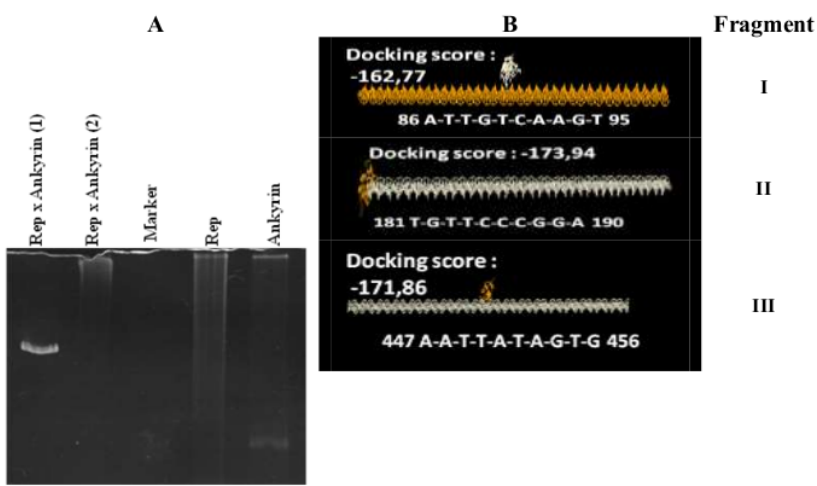 A
B
Fragment
Rep x Ankyrin (1)
Rep x Ankyrin (2)
Marker
Rep
Ankyrin
Docking score :
-162,77
86 A-T-T-G-T-C-A-A-G-T 95
I
Docking score : -173,94
181 T-G-T-T-C-C-C-G-G-A 190
II
Docking score :
-171,86
447 A-A-T-T-A-T-A-G-T-G 456
III